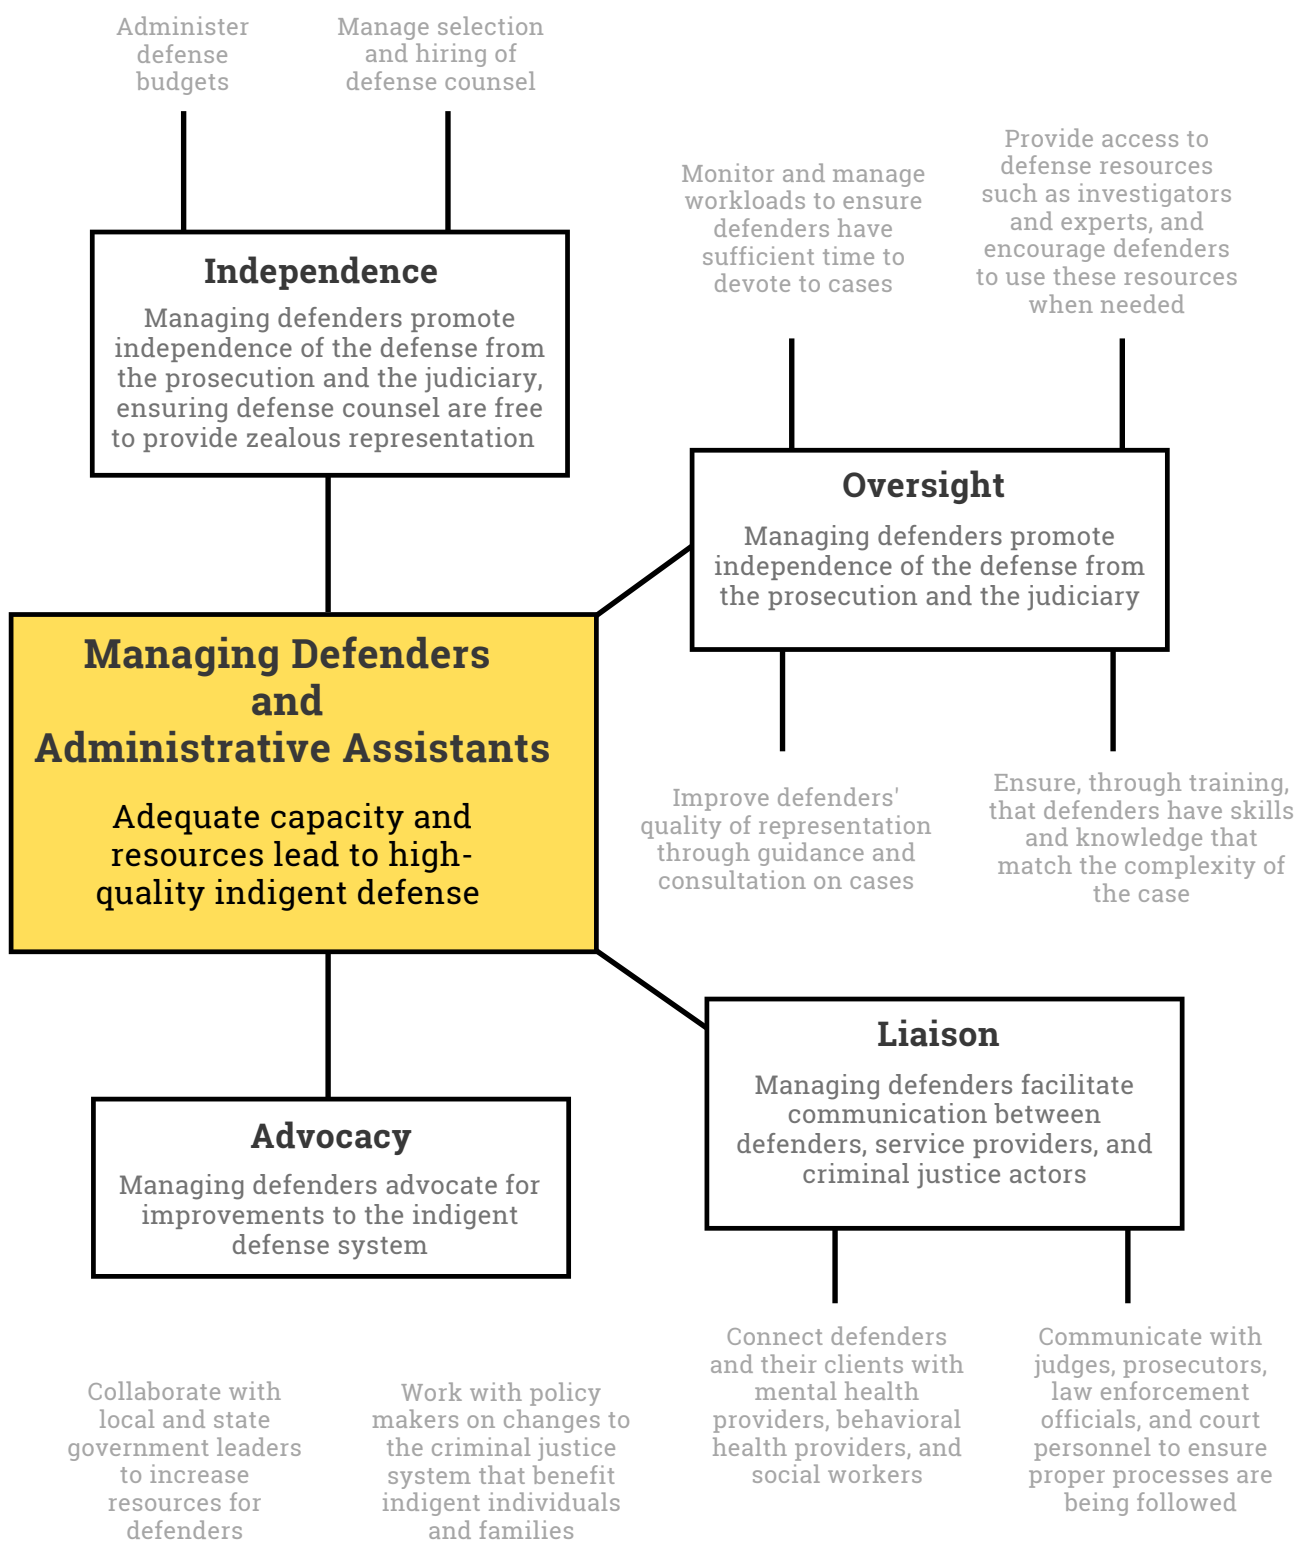 Administer
defense
budgets
Manage selection
and hiring of
defense counsel
Independence
Managing defenders promote
independence of the defense from
the prosecution and the judiciary,
ensuring defense counsel are free
to provide zealous representation
Monitor and manage
workloads to ensure
defenders have
sufficient time to
devote to cases
Provide access to
defense resources
such as investigators
and experts, and
encourage defenders
to use these resources
when needed
Oversight
Managing defenders promote
independence of the defense from
the prosecution and the judiciary
Managing Defenders
and
Administrative Assistants
Adequate capacity and
resources lead to high-
quality indigent defense
Improve defenders'
quality of representation
through guidance and
consultation on cases
Ensure, through training,
that defenders have skills
and knowledge that
match the complexity of
the case
Liaison
Managing defenders facilitate
communication between
defenders, service providers, and
criminal justice actors
Advocacy
Managing defenders advocate for
improvements to the indigent
defense system
Collaborate with
local and state
government leaders
to increase
resources for
defenders
Work with policy
makers on changes to
the criminal justice
system that benefit
indigent individuals
and families
Connect defenders
and their clients with
mental health
providers, behavioral
health providers, and
social workers
Communicate with
judges, prosecutors,
law enforcement
officials, and court
personnel to ensure
proper processes are
being followed